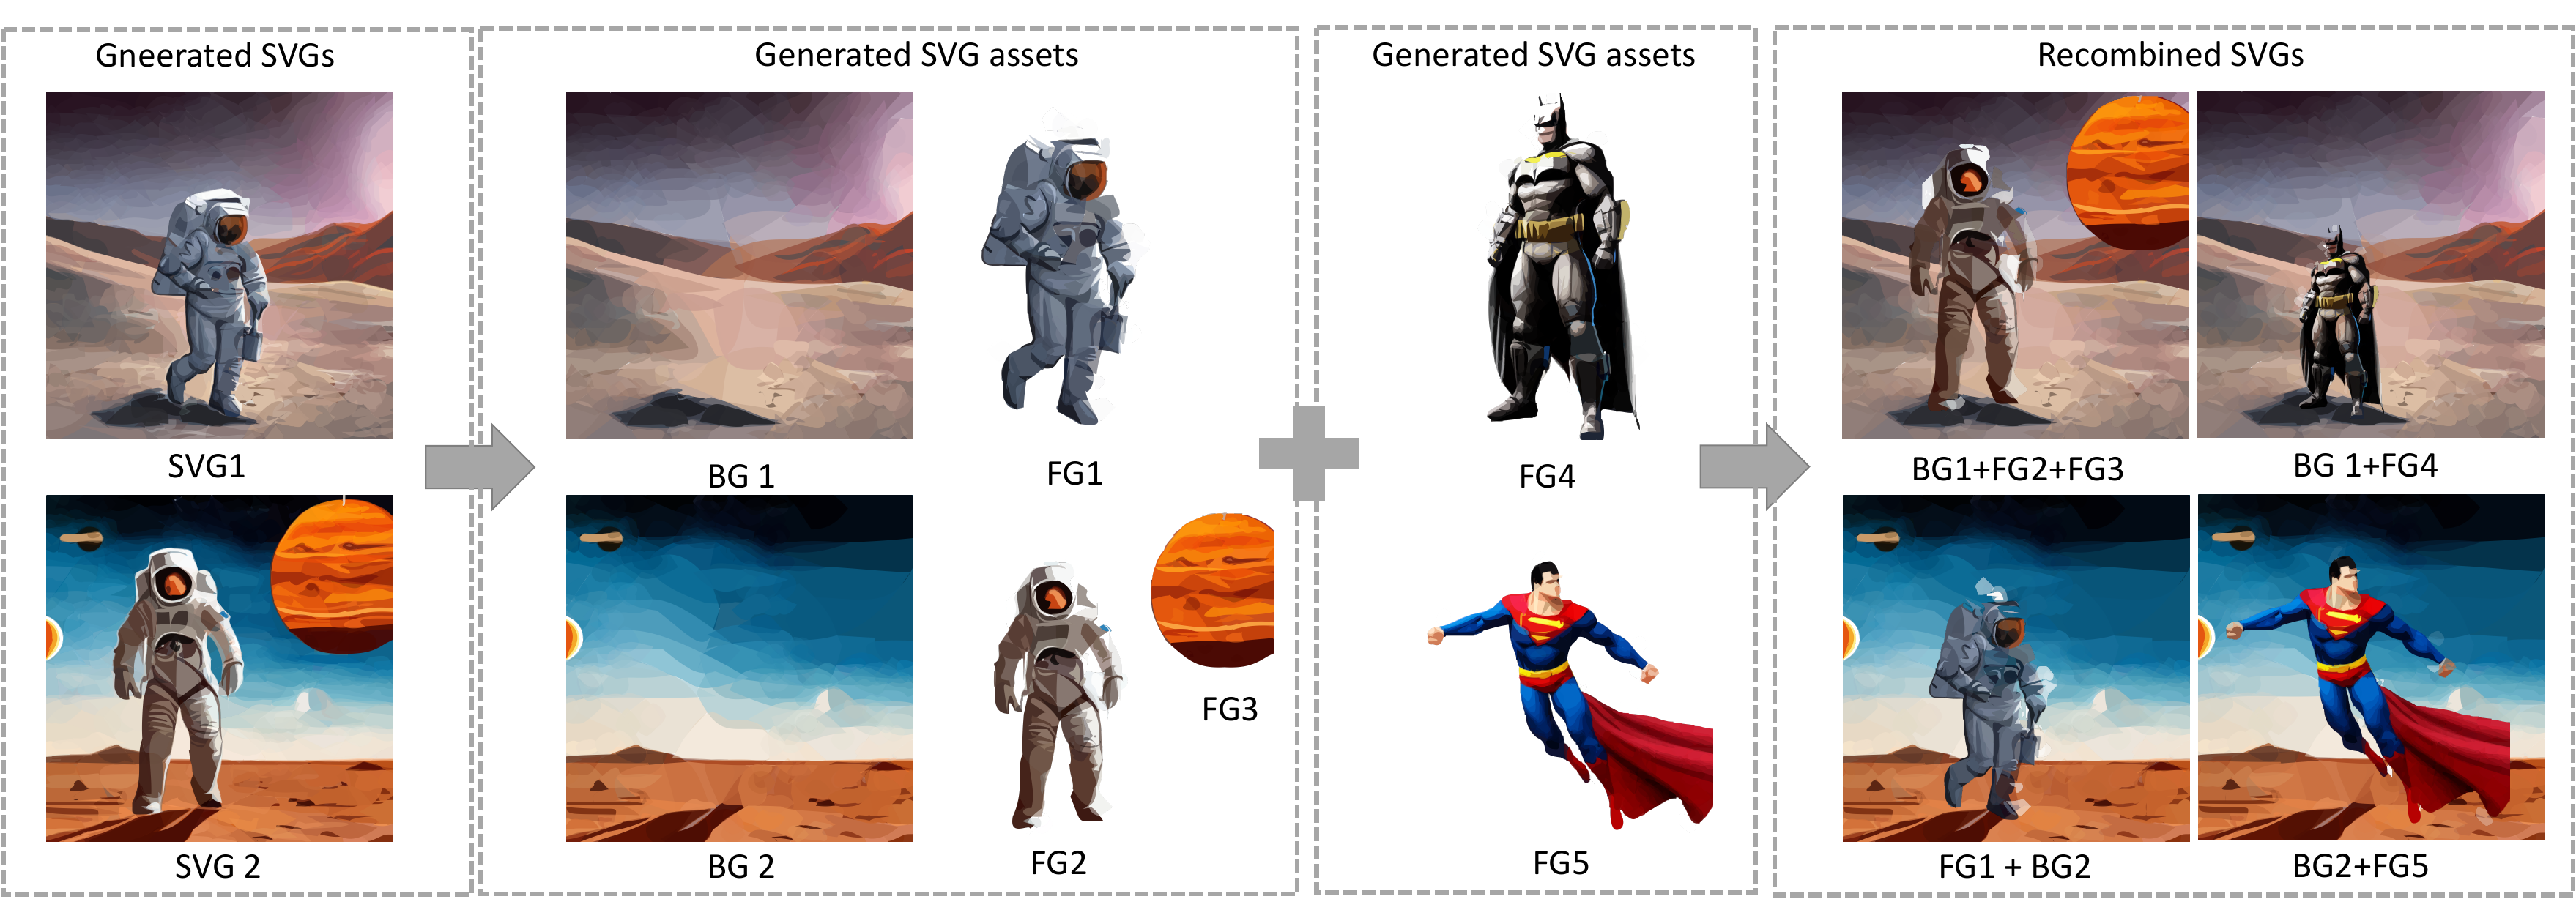 Gneerated SVGs
SVG1
SVG 2
Generated SVG assets
BG 1
FG1
BG 2
FG2
FG3
Generated SVG assets
FG4
FG5
Recombined SVGs
BG1+FG2+FG3
BG 1+FG4
FG1 + BG2
BG2+FG5